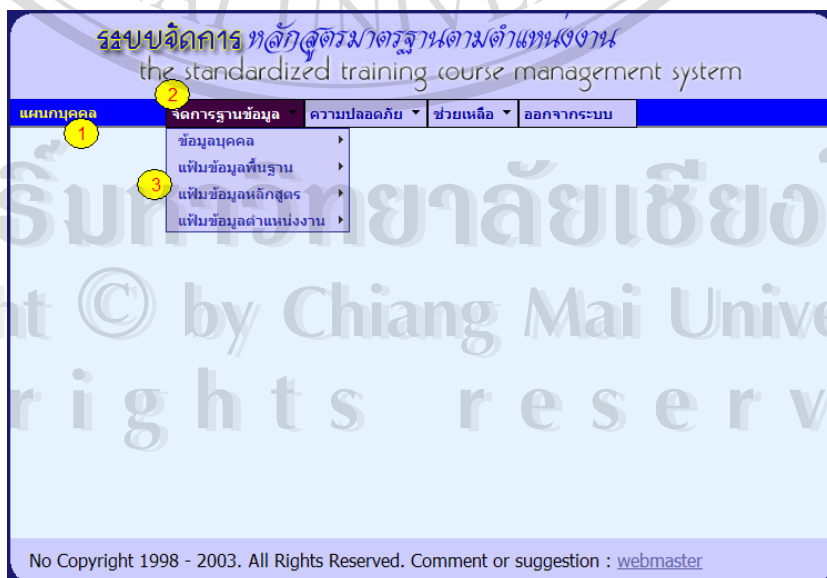 ระบบจัดการ หลักสูตรมาตรฐานตามตำแหน่งงาน
the standardized training course management system
2
แผนกบุคคล จัดการฐานข้อมูล ความปลอดภัย ช่วยเหลือ ออกจากระบบ
1
ข้อมูลบุคคล
แฟ้มข้อมูลพื้นฐาน
3
แฟ้มข้อมูลหลักสูตร
แฟ้มข้อมูลตำแหน่งงาน
by Chiang Mai Unive
rights reserv
No Copyright 1998 - 2003. All Rights Reserved. Comment or suggestion : webmaster